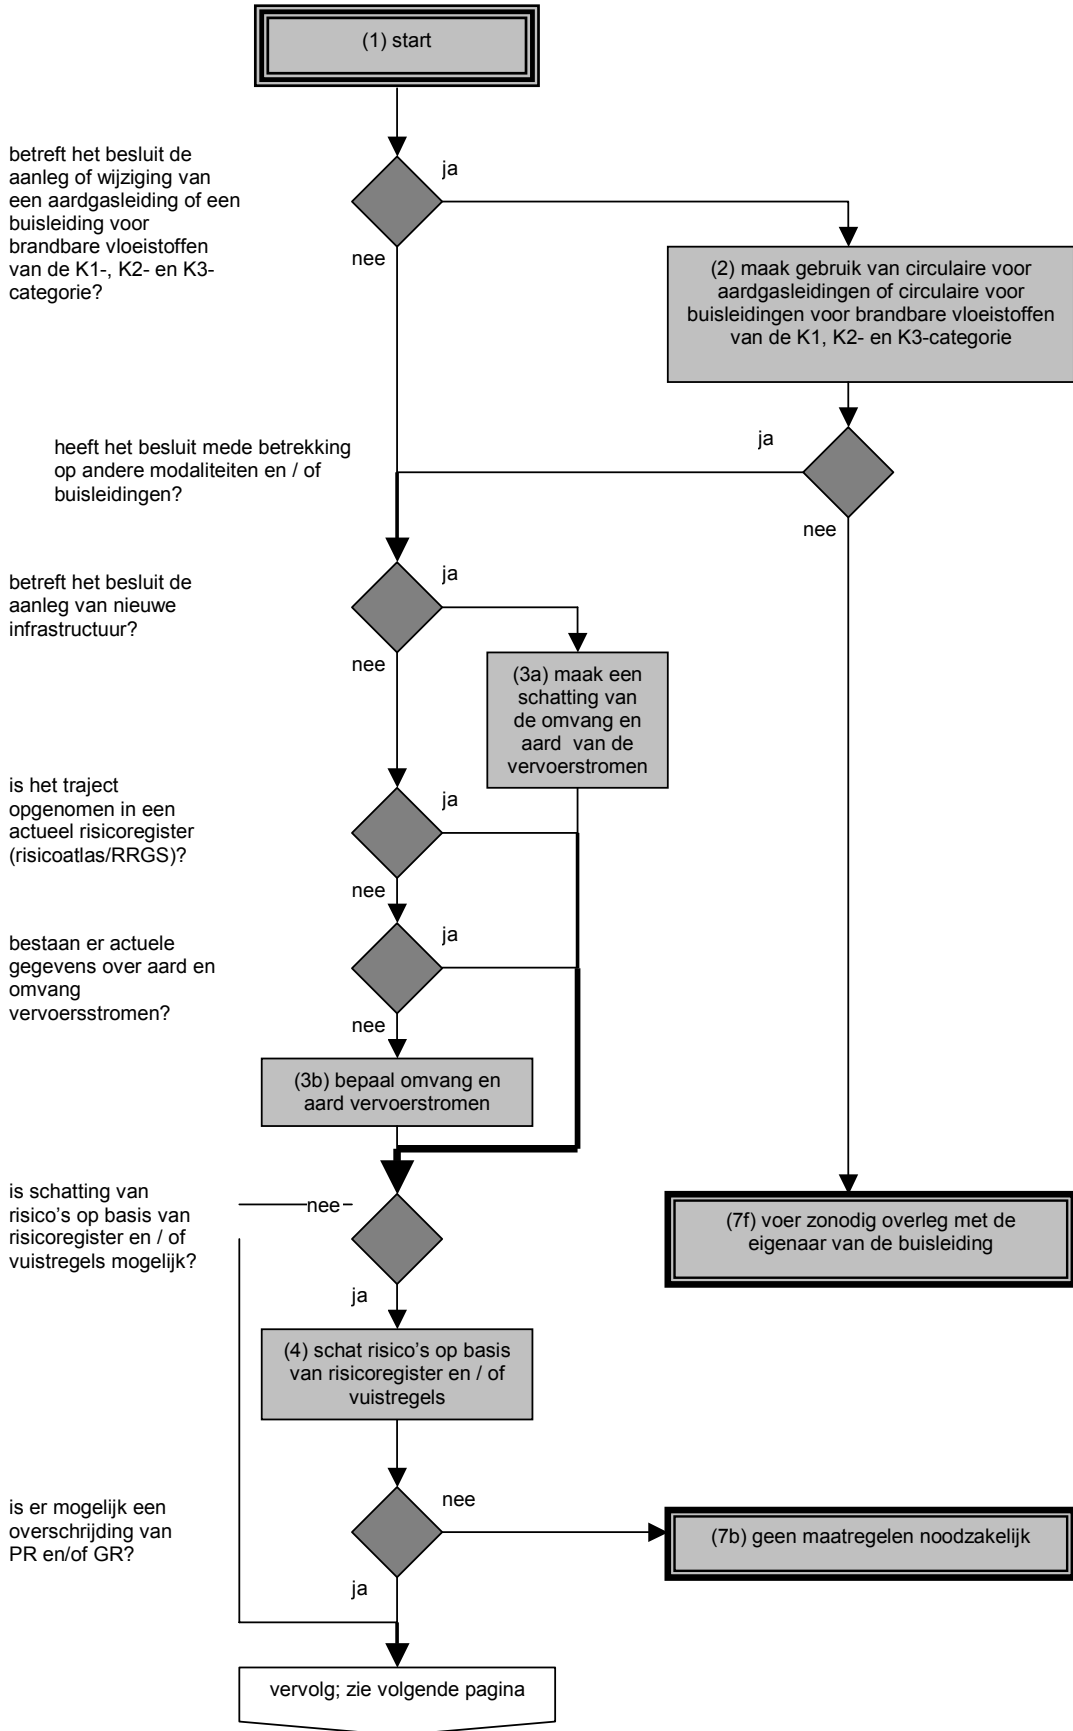 (1) start
betreft het besluit de
aanleg of wijziging van
een aardgasleiding of een
buisleiding voor
brandbare vloeistoffen
van de K1-, K2- en K3-
categorie?
ja
nee
(2) maak gebruik van circulaire voor
aardgasleidingen of circulaire voor
buisleidingen voor brandbare vloeistoffen
van de K1, K2- en K3-categorie
heeft het besluit mede betrekking
op andere modaliteiten en / of
buisleidingen?
ja
nee
betreft het besluit de
aanleg van nieuwe
infrastructuur?
ja
nee
(3a) maak een
schatting van
de omvang en
aard  van de
vervoerstromen
is het traject
opgenomen in een
actueel risicoregister
(risicoatlas/RRGS)?
ja
nee
bestaan er actuele
gegevens over aard en
omvang
vervoersstromen?
ja
nee
(3b) bepaal omvang en
aard vervoerstromen
is schatting van
risico's op basis van
risicoregister en / of
vuistregels mogelijk?
nee
ja
(7f) voer zonodig overleg met de
eigenaar van de buisleiding
(4) schat risico's op basis
van risicoregister en / of
vuistregels
is er mogelijk een
overschrijding van
PR en/of GR?
nee
ja
(7b) geen maatregelen noodzakelijk
vervolg; zie volgende pagina